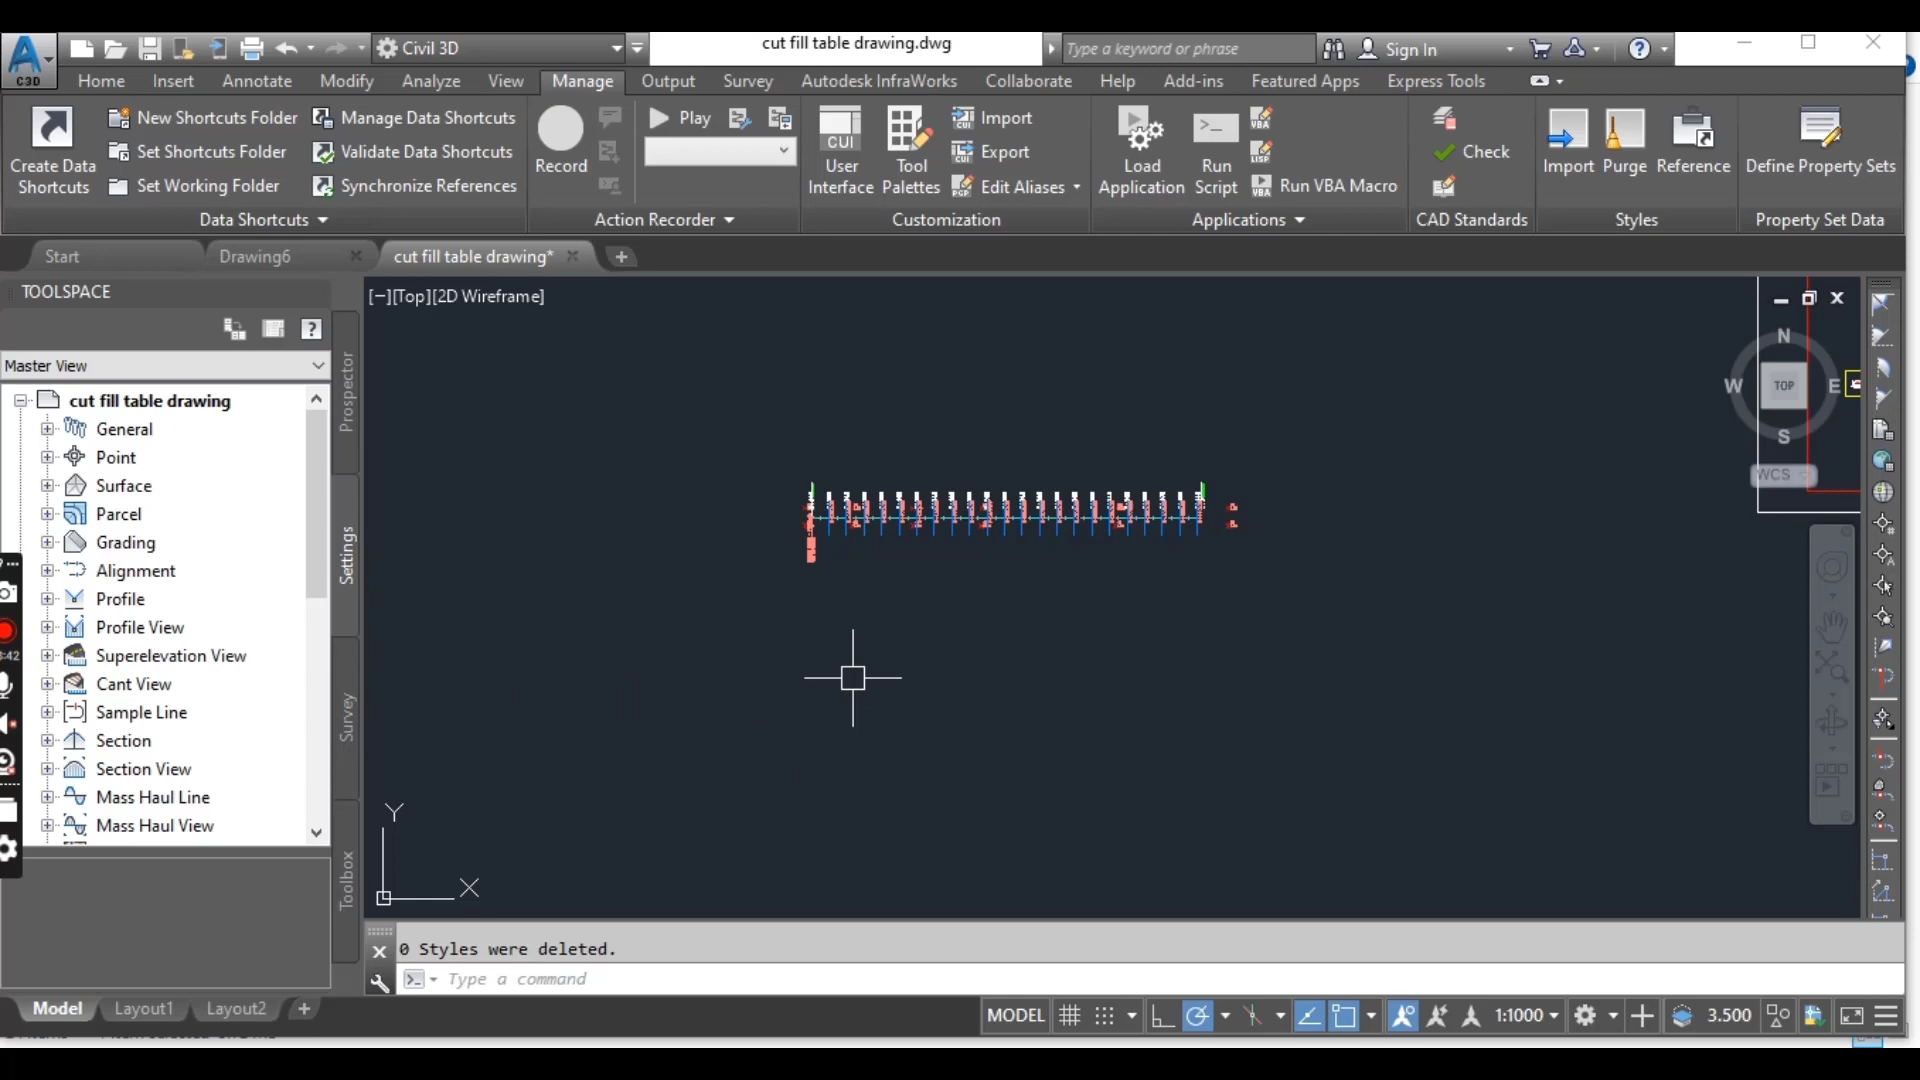 Civil 3D
cut fill table drawing.dwg
Type a keyword or phrase
Sign In
C3D
Home Insert Annotate Modify Analyze View Manage Output Survey Autodesk InfraWorks Collaborate Help Add-ins Featured Apps Express Tools
Create Data Shortcuts
New Shortcuts Folder
Set Shortcuts Folder
Set Working Folder
Manage Data Shortcuts
Validate Data Shortcuts
Synchronize References
Data Shortcuts
Record
Play
Action Recorder
CUI
User Interface
Tool Palettes
Import
Export
Edit Aliases
Customization
Load Application
Run Script
VBA
LISP
VBA
Run VBA Macro
Applications
Check
CAD Standards
Import
Purge
Reference
Styles
Define Property Sets
Property Set Data
Start
Drawing6
cut fill table drawing*
TOOLSPACE
Master View
cut fill table drawing
General
Point
Surface
Parcel
Grading
Alignment
Profile
Profile View
Superelevation View
Cant View
Sample Line
Section
Section View
Mass Haul Line
Mass Haul View
Prospector
Settings
Survey
Toolbox
[−][Top][2D Wireframe]
N
W TOP E
S
WCS
Y
X
0 Styles were deleted.
Type a command
Model Layout1 Layout2
MODEL
1:1000
3.500